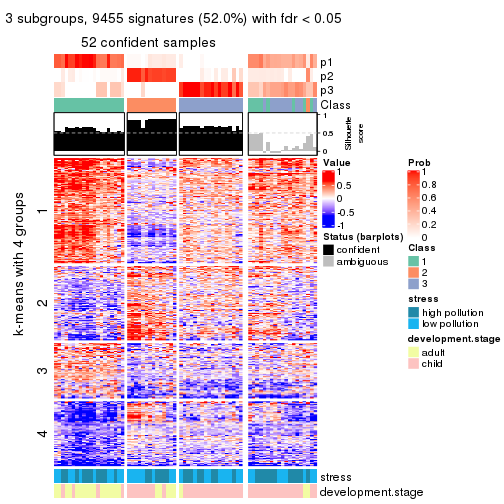 3 subgroups, 9455 signatures (52.0%) with fdr < 0.05
52 confident samples
p1
p2
p3
Class
1
0.5
0
Silhouette
score
k-means with 4 groups
1
2
3
4
stress
development.stage
Value
1
0.5
0
-0.5
-1
Status (barplots)
confident
ambiguous
Prob
1
0.8
0.6
0.4
0.2
0
Class
1
2
3
stress
high pollution
low pollution
development.stage
adult
child